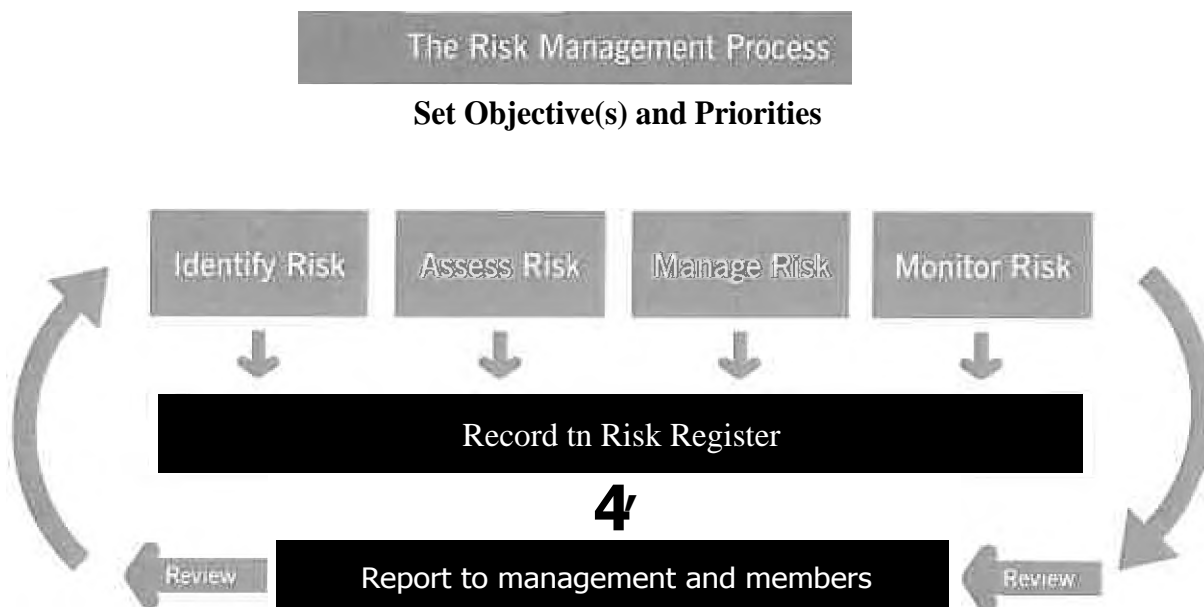 The Risk Management Process
Set Objective(s) and Priorities
Identify Risk
Assess Risk
Manage Risk
Monitor Risk
Record tn Risk Register
4′
Review
Report to management and members
Review